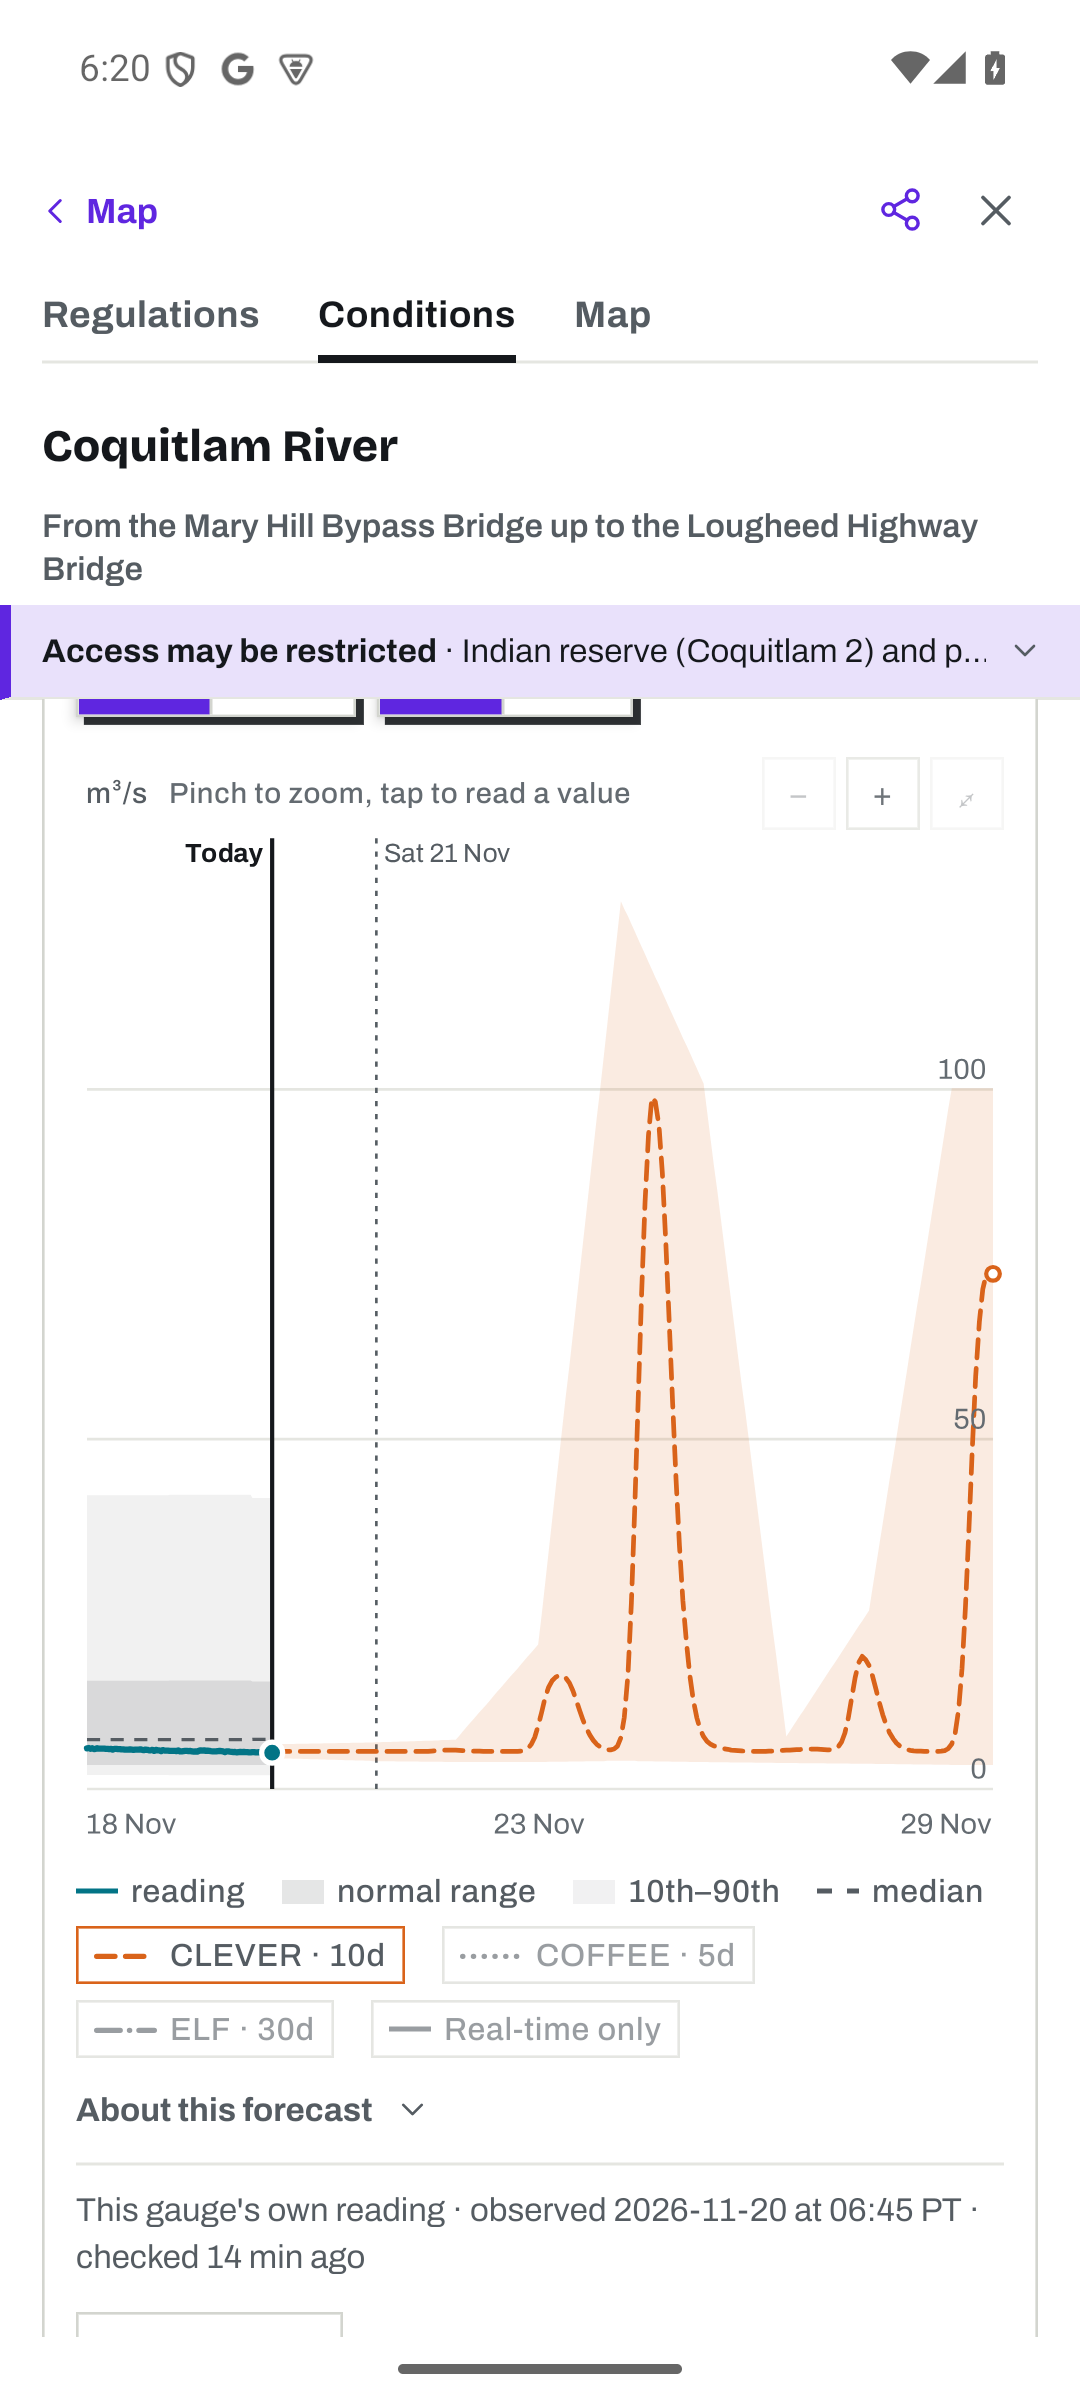 6:20
Map
Regulations Conditions Map
Coquitlam River
From the Mary Hill Bypass Bridge up to the Lougheed Highway
Bridge
Access may be restricted · Indian reserve (Coquitlam 2) and p...
m³/s Pinch to zoom, tap to read a value − +
Today Sat 21 Nov
100
50
0
18 Nov 23 Nov 29 Nov
reading normal range 10th–90th median
CLEVER · 10d COFFEE · 5d
ELF · 30d Real-time only
About this forecast
This gauge's own reading · observed 2026-11-20 at 06:45 PT ·
checked 14 min ago